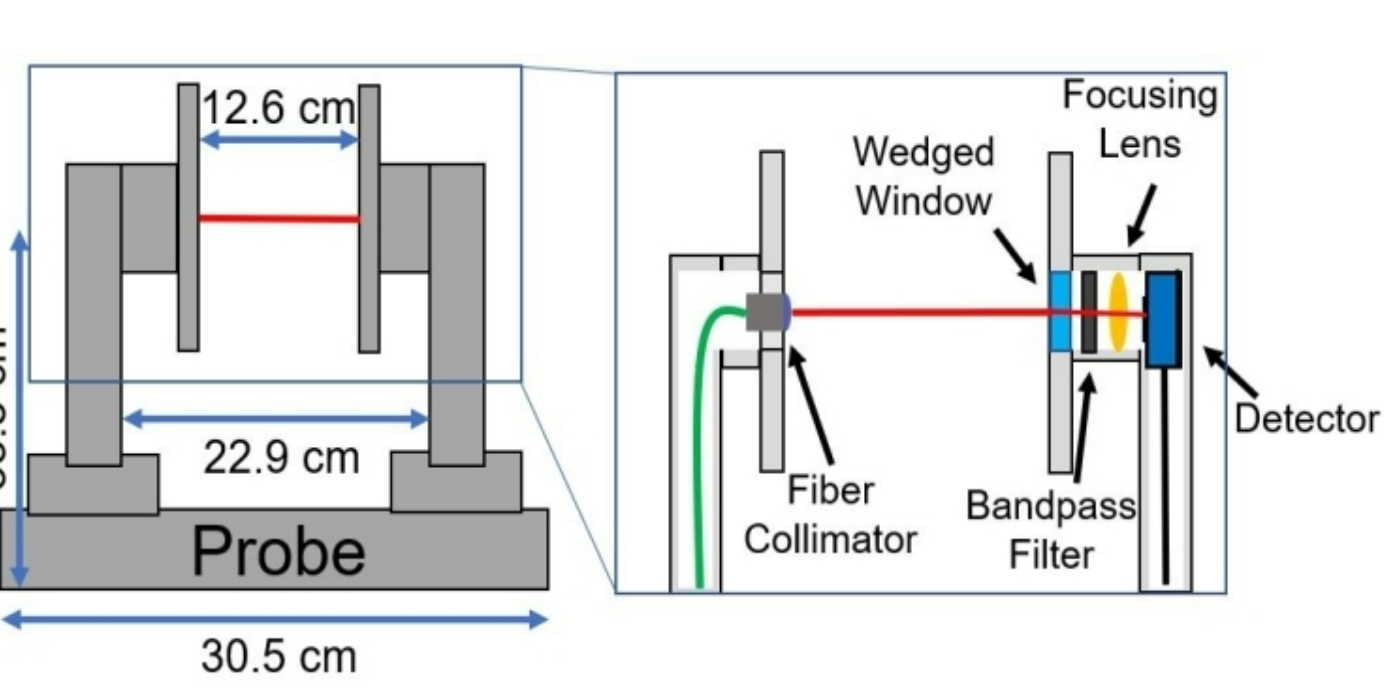 12.6 cm
22.9 cm
Probe
30.5 cm
Focusing
Lens
Wedged
Window
Detector
Fiber
Collimator
Bandpass
Filter